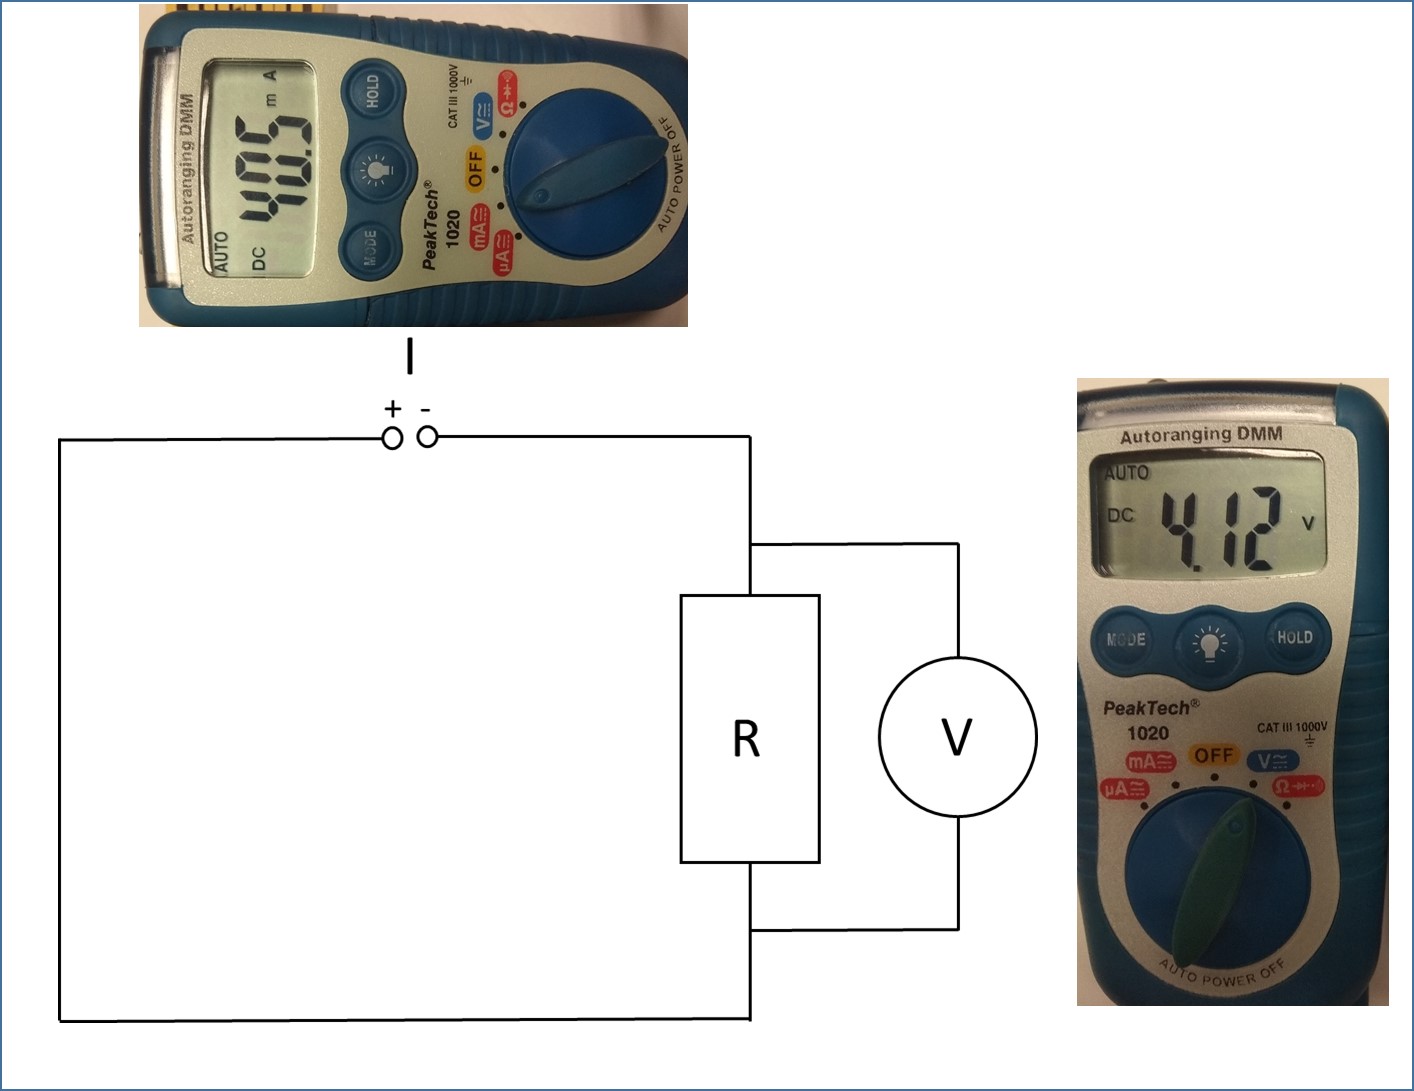 Autoranging DMM
AUTO
DC
40.5
m A
MODE
HOLD
PeakTech®
1020
CAT III 1000V
µA
mA
OFF
V
Ω
AUTO POWER OFF
I
+ -
R
V
Autoranging DMM
AUTO
DC
4.12
V
MODE
HOLD
PeakTech®
1020
CAT III 1000V
µA
mA
OFF
V
Ω
AUTO POWER OFF